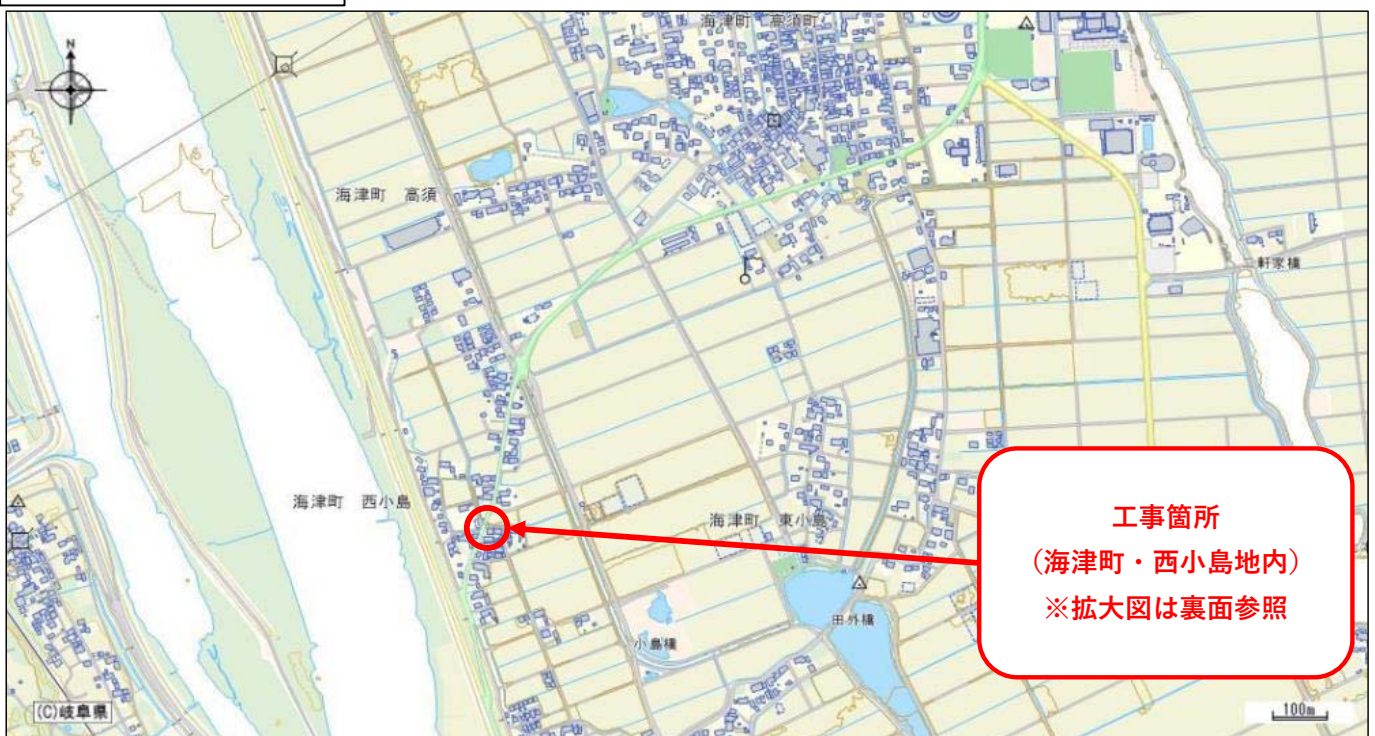 海津町 高須町
N
海津町 高須
軒家橋
海津町 西小島
海津町 東小島
工事箇所
(海津町・西小島地内)
※拡大図は裏面参照
田外橋
小島橋
(C)岐阜県
100m